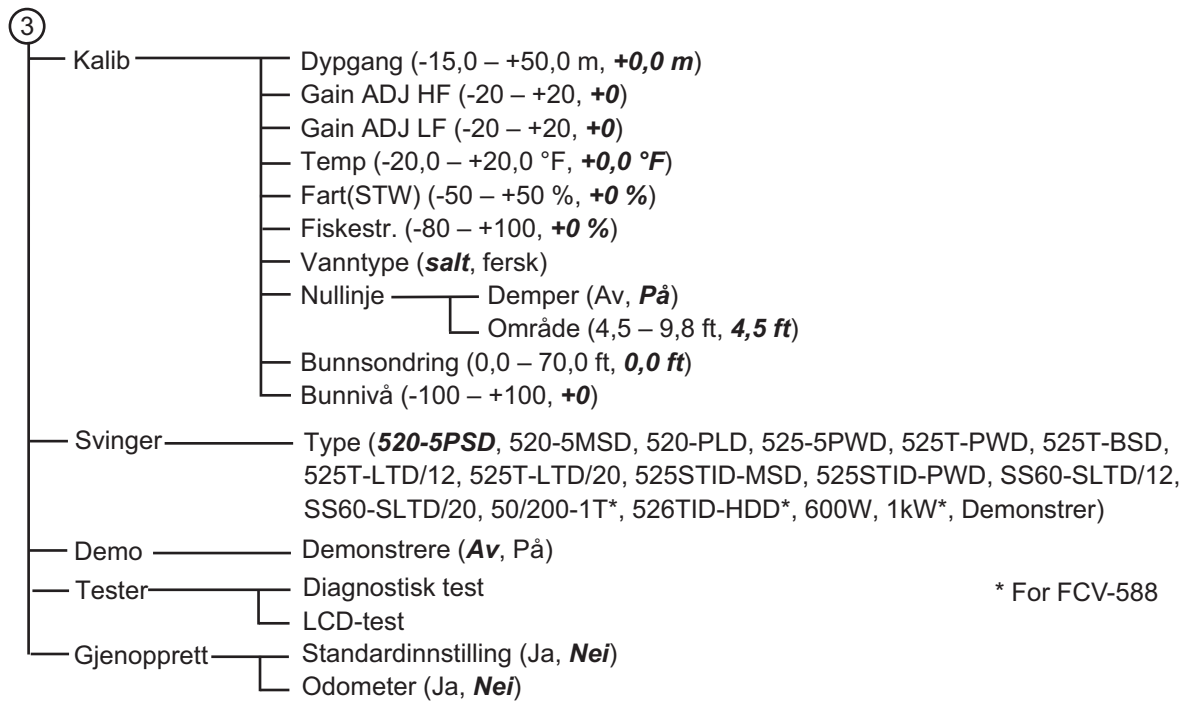 3
Kalib
Dypgang (-15,0 – +50,0 m, +0,0 m)
Gain ADJ HF (-20 – +20, +0)
Gain ADJ LF (-20 – +20, +0)
Temp (-20,0 – +20,0 °F, +0,0 °F)
Fart(STW) (-50 – +50 %, +0 %)
Fiskestr. (-80 – +100, +0 %)
Vanntype (salt, fersk)
Nullinje
Demper (Av, På)
Område (4,5 – 9,8 ft, 4,5 ft)
Bunnsondring (0,0 – 70,0 ft, 0,0 ft)
Bunnivå (-100 – +100, +0)
Svinger
Type (520-5PSD, 520-5MSD, 520-PLD, 525-5PWD, 525T-PWD, 525T-BSD,
525T-LTD/12, 525T-LTD/20, 525STID-MSD, 525STID-PWD, SS60-SLTD/12,
SS60-SLTD/20, 50/200-1T*, 526TID-HDD*, 600W, 1kW*, Demonstrer)
Demo
Demonstrere (Av, På)
Tester
Diagnostisk test
LCD-test
* For FCV-588
Gjenopprett
Standardinnstilling (Ja, Nei)
Odometer (Ja, Nei)